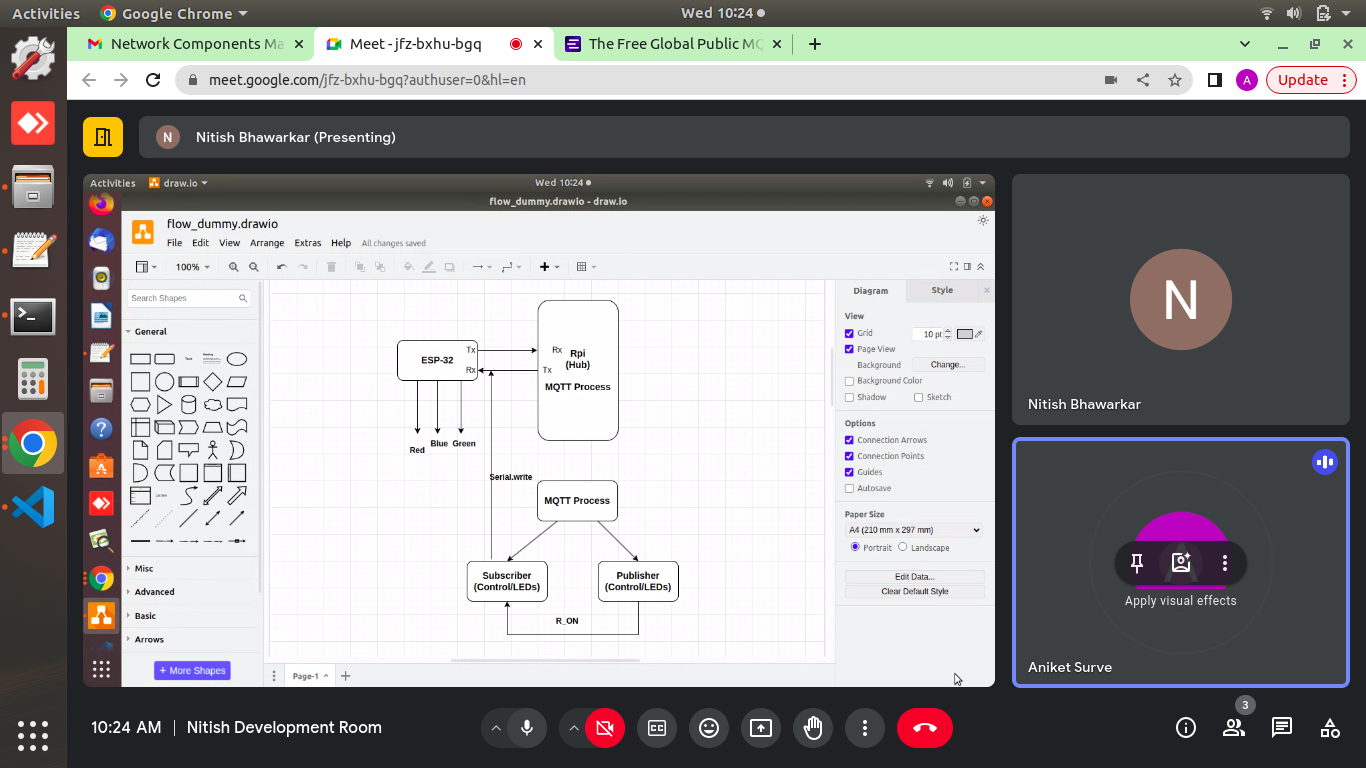 Activities Google Chrome Wed 10:24
Network Components Ma
Meet - jfz-bxhu-bgq
The Free Global Public MQ
meet.google.com/jfz-bxhu-bgq?authuser=0&hl=en
A
Update
N
Nitish Bhawarkar (Presenting)
Activities draw.io Wed 10:24
flow_dummy.drawio - draw.io
flow_dummy.drawio
File Edit View Arrange Extras Help All changes saved
100%
Search Shapes
General
Text
Heading
Misc
Advanced
Basic
Arrows
+ More Shapes
ESP-32
Tx
Rx
Rx
Tx
Rpi
(Hub)
MQTT Process
Red
Blue
Green
Serial.write
MQTT Process
Subscriber
(Control/LEDs)
Publisher
(Control/LEDs)
R_ON
Page-1
Diagram Style
View
Grid 10 pt
Page View
Background Change...
Background Color
Shadow Sketch
Options
Connection Arrows
Connection Points
Guides
Autosave
Paper Size
A4 (210 mm x 297 mm)
Portrait Landscape
Edit Data...
Clear Default Style
N
Nitish Bhawarkar
Apply visual effects
Aniket Surve
10:24 AM | Nitish Development Room
3